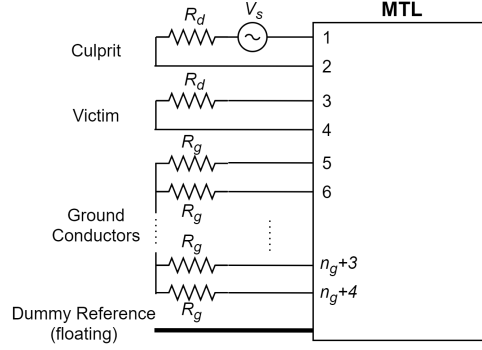 MTL
R_d
V_s
1
Culprit
2
R_d
3
Victim
4
R_g
5
6
R_g
Ground
Conductors
R_g
n_g+3
n_g+4
R_g
Dummy Reference
(floating)